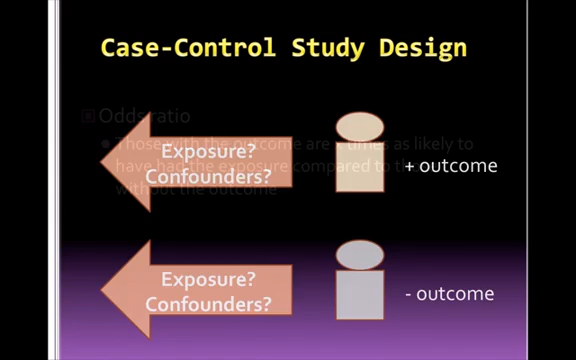 Case-Control Study Design
Odds ratio
Those with the outcome are x times as likely to
have had the exposure compared to those
without the outcome
Exposure?
Confounders?
+ outcome
Exposure?
Confounders?
- outcome